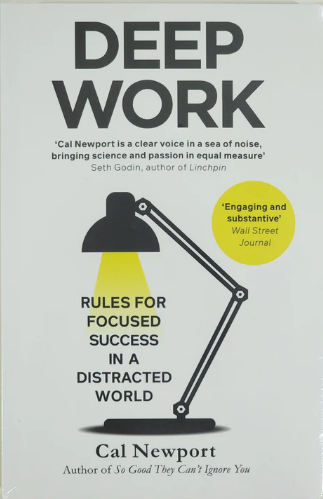 DEEP
WORK
'Cal Newport is a clear voice in a sea of noise,
bringing science and passion in equal measure'
Seth Godin, author of Linchpin
'Engaging and
substantive'
Wall Street
Journal
RULES FOR
FOCUSED
SUCCESS
IN A
DISTRACTED
WORLD
Cal Newport
Author of So Good They Can't Ignore You